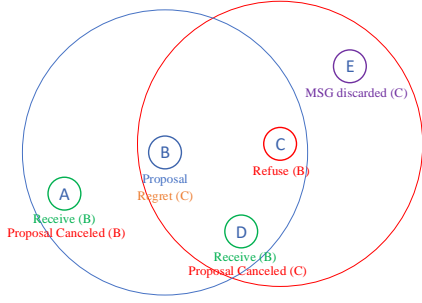 E
MSG discarded (C)
B
Proposal
Regret (C)
C
Refuse (B)
A
Receive (B)
Proposal Canceled (B)
D
Receive (B)
Proposal Canceled (C)